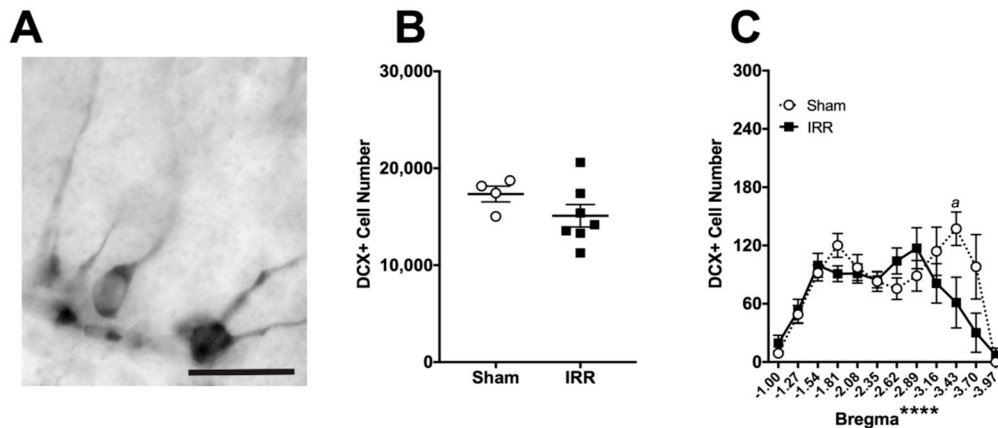 A
B
DCX+ Cell Number
30,000
20,000
10,000
0
Sham
IRR
C
DCX+ Cell Number
300
240
180
120
60
0
Sham
IRR
a
-1.00
-1.27
-1.54
-1.81
-2.08
-2.35
-2.62
-2.89
-3.16
-3.43
-3.70
-3.97
Bregma****